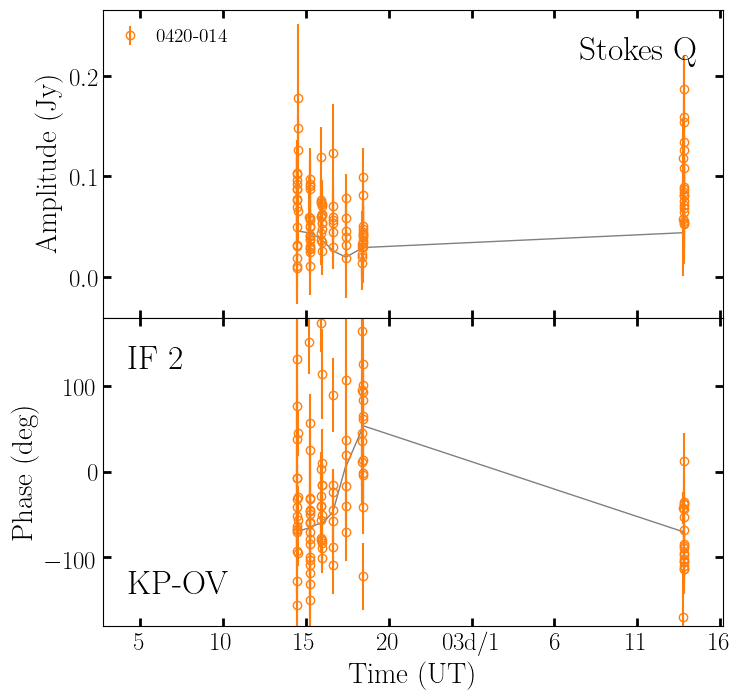 0420-014
Stokes Q
Amplitude (Jy)
0.2
0.1
0.0
IF 2
Phase (deg)
100
0
−100
KP-OV
5 10 15 20 03d/1 6 11 16
Time (UT)